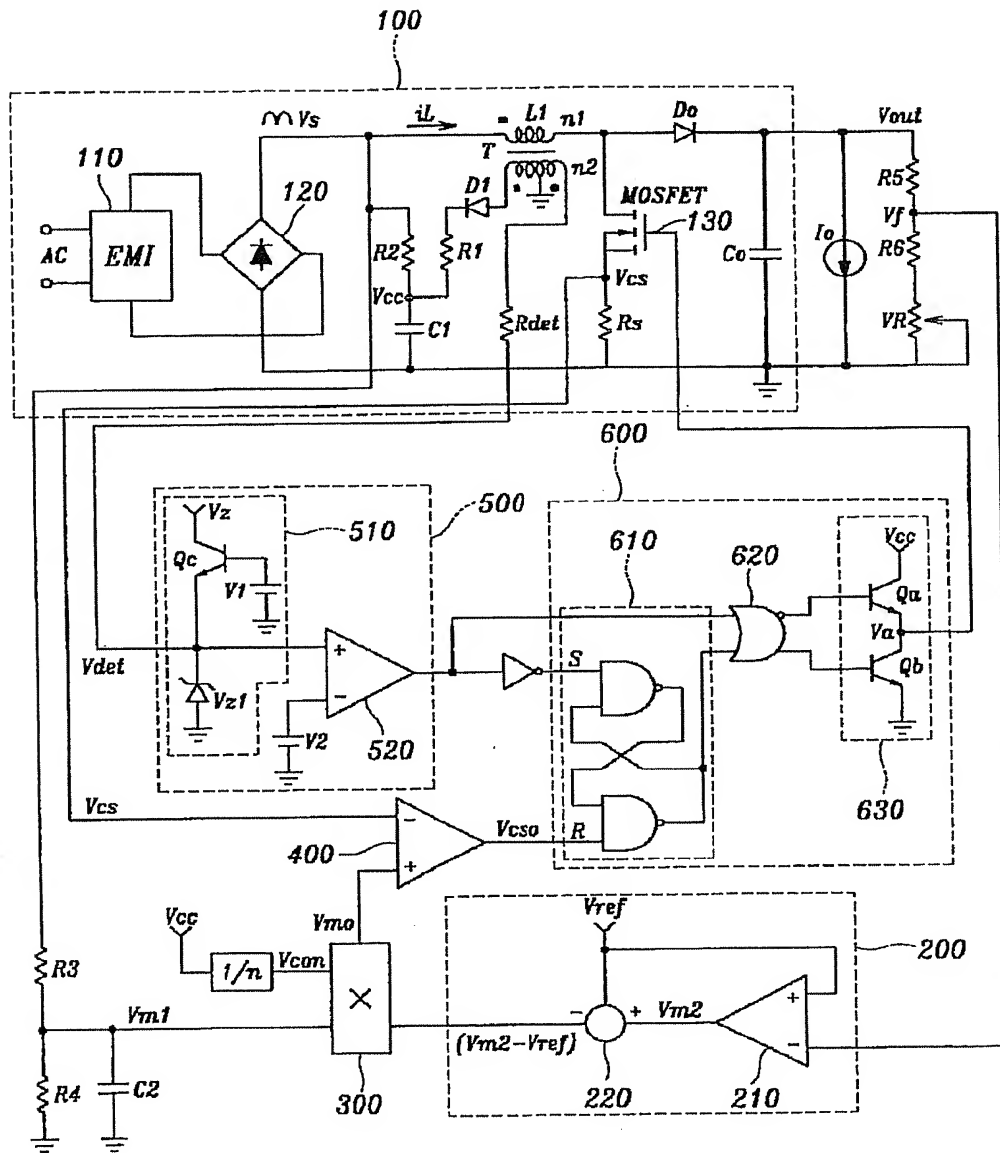 100
Vs
iL
L1
n1
Do
Vout
110
120
T
n2
R5
D1
MOSFET
130
Vf
AC
EMI
R2
R1
Co
Io
R6
Vcc
Vcs
C1
Rdet
Rs
VR
600
Vz
510
500
610
620
Vcc
Qc
V1
Qa
Va
Vdet
+
S
Qb
Vz1
-
V2
520
630
Vcs
-
400
Vcso
R
+
Vref
Vcc
Vmo
200
R3
1/n
Vcon
X
+
Vm1
-
+
Vm2
(Vm2-Vref)
-
R4
C2
300
220
210